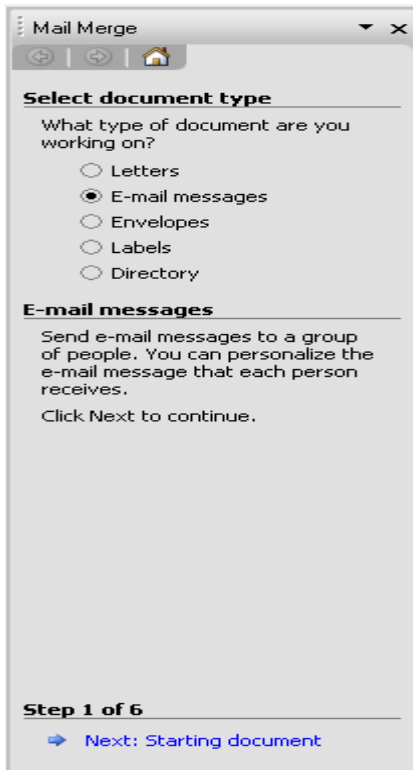 Mail Merge
Select document type
What type of document are you
working on?
Letters
E-mail messages
Envelopes
Labels
Directory
E-mail messages
Send e-mail messages to a group
of people. You can personalize the
e-mail message that each person
receives.
Click Next to continue.
Step 1 of 6
Next: Starting document